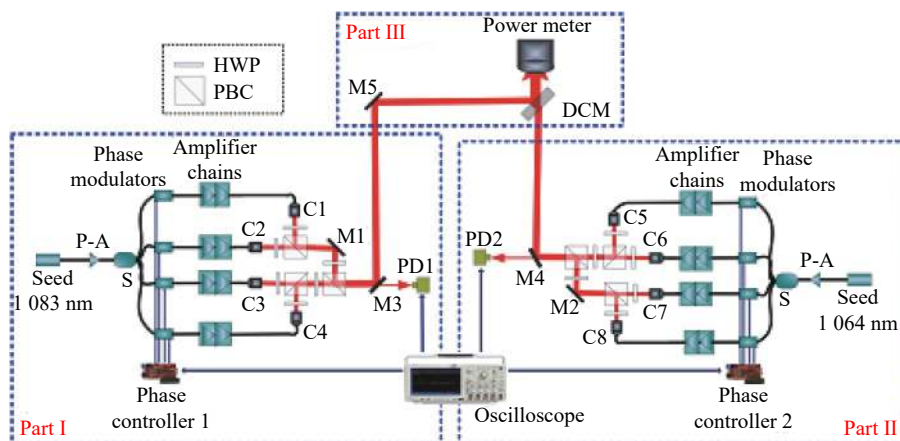 Part III
Power meter
HWP
PBC
M5
DCM
Phase
modulators
Amplifier
chains
C1
C2
M1
P-A
S
Seed
1 083 nm
C3
M3
PD1
C4
Phase
controller 1
Part I
Oscilloscope
Amplifier
chains
Phase
modulators
C5
C6
PD2
M4
P-A
S
M2
C7
Seed
1 064 nm
C8
Phase
controller 2
Part II